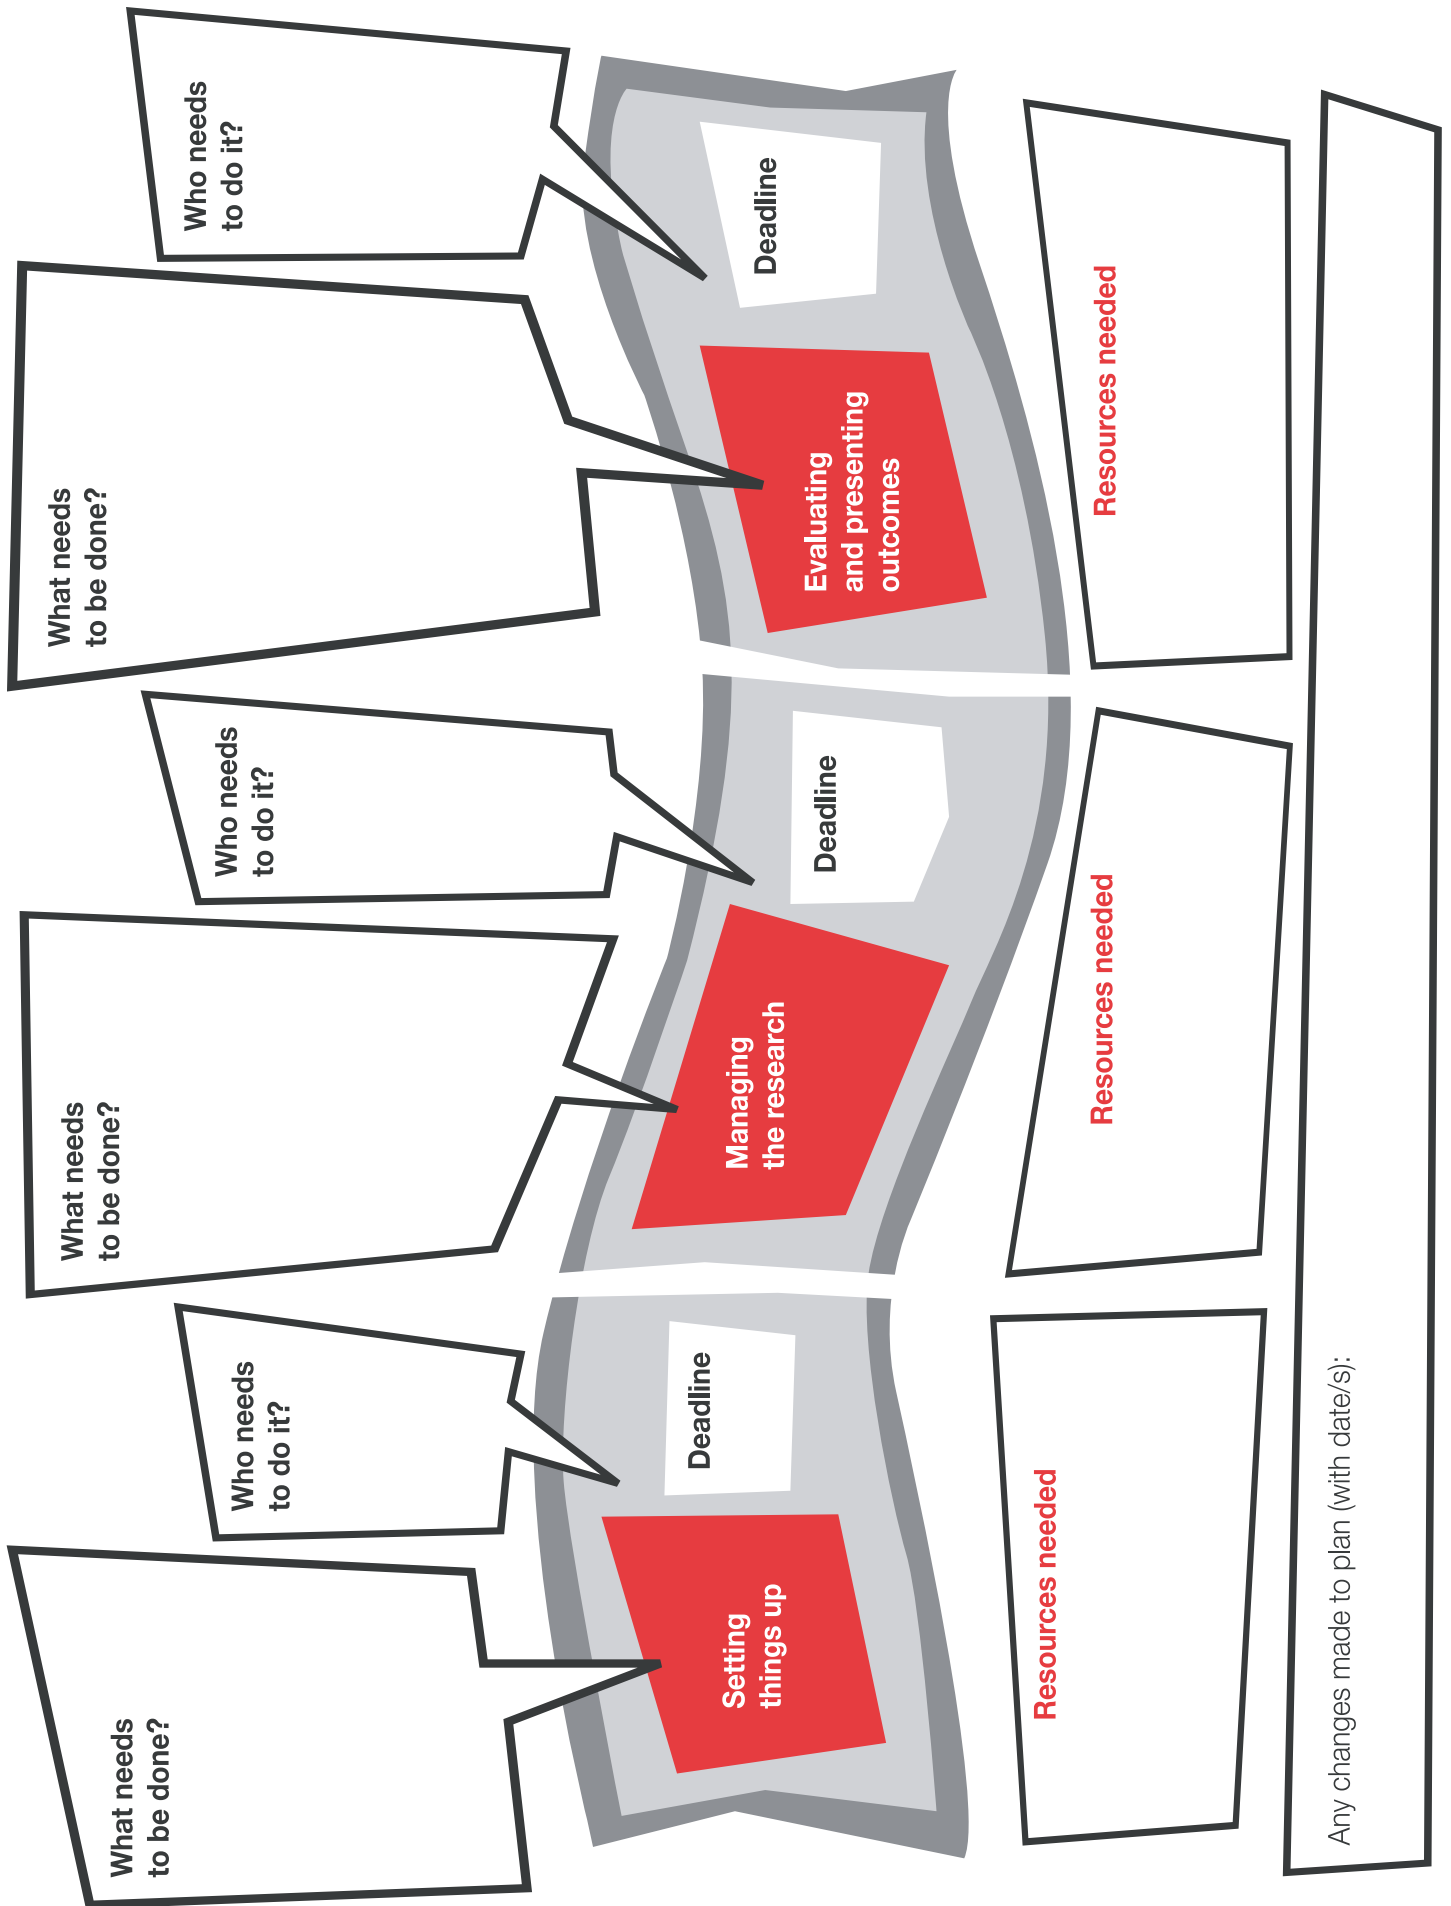 What needs
to be done?
Who needs
to do it?
Setting
things up
Deadline
Resources needed
What needs
to be done?
Who needs
to do it?
Managing
the research
Deadline
Resources needed
What needs
to be done?
Who needs
to do it?
Evaluating
and presenting
outcomes
Deadline
Resources needed
Any changes made to plan (with date/s):